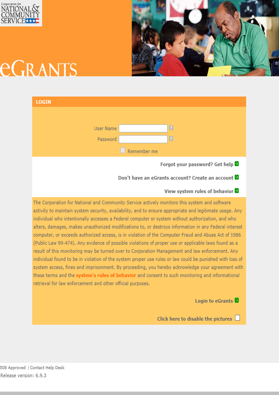 Corporation for
NATIONAL &
COMMUNITY
SERVICE
eGRANTS
LOGIN
User Name
Password
Remember me
Forgot your password? Get help
Don't have an eGrants account? Create an account
View system rules of behavior
The Corporation for National and Community Service actively monitors this system and software
activity to maintain system security, availability, and to ensure appropriate and legitimate usage. Any
individual who intentionally accesses a Federal computer or system without authorization, and who
alters, damages, makes unauthorized modifications to, or destroys information in any Federal interest
computer, or exceeds authorized access, is in violation of the Computer Fraud and Abuse Act of 1986
(Public Law 99-474). Any evidence of possible violations of proper use or applicable laws found as a
result of this monitoring may be turned over to Corporation Management and law enforcement. Any
individual found to be in violation of the system proper use rules or law could be punished with loss of
system access, fines and imprisonment. By proceeding, you hereby acknowledge your agreement with
these terms and the system's rules of behavior and consent to such monitoring and informational
retrieval for law enforcement and other official purposes.
Login to eGrants
Click here to disable the pictures
508 Approved | Contact Help Desk
Release version: 6.9.3